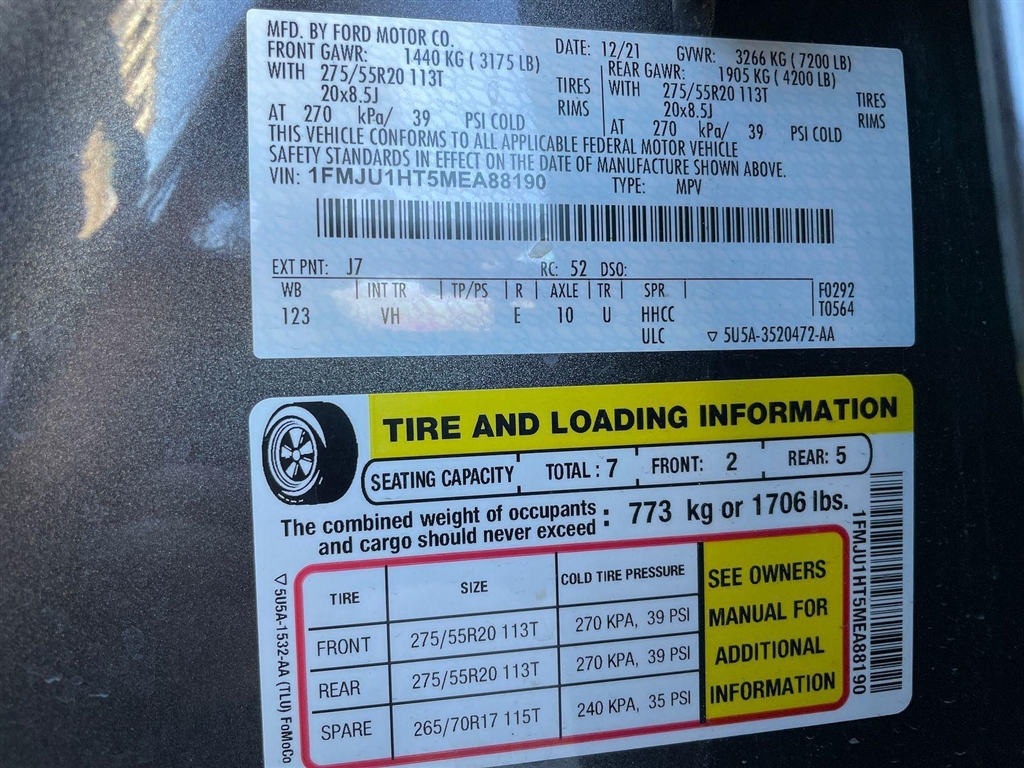 MFD. BY FORD MOTOR CO.
DATE: 12/21 GVWR: 3266 KG ( 7200 LB)
FRONT GAWR: 1440 KG ( 3175 LB) REAR GAWR: 1905 KG ( 4200 LB)
WITH 275/55R20 113T TIRES WITH 275/55R20 113T TIRES
20x8.5J RIMS 20x8.5J RIMS
AT 270 kPa/ 39 PSI COLD AT 270 kPa/ 39 PSI COLD
THIS VEHICLE CONFORMS TO ALL APPLICABLE FEDERAL MOTOR VEHICLE
SAFETY STANDARDS IN EFFECT ON THE DATE OF MANUFACTURE SHOWN ABOVE.
VIN: 1FMJU1HT5MEA88190 TYPE: MPV
EXT PNT: J7 RC: 52 DSO:
WB INT TR TP/PS R AXLE TR SPR F0292
123 VH E 10 U HHCC T0564
ULC ▽ 5U5A-3520472-AA
TIRE AND LOADING INFORMATION
SEATING CAPACITY TOTAL : 7 FRONT: 2 REAR: 5
The combined weight of occupants and cargo should never exceed : 773 kg or 1706 lbs.
TIRE SIZE COLD TIRE PRESSURE
FRONT 275/55R20 113T 270 KPA, 39 PSI
REAR 275/55R20 113T 270 KPA, 39 PSI
SPARE 265/70R17 115T 240 KPA, 35 PSI
SEE OWNERS
MANUAL FOR
ADDITIONAL
INFORMATION
1FMJU1HT5MEA88190
▽ 5U5A-1532-AA (TLU) FoMoCo